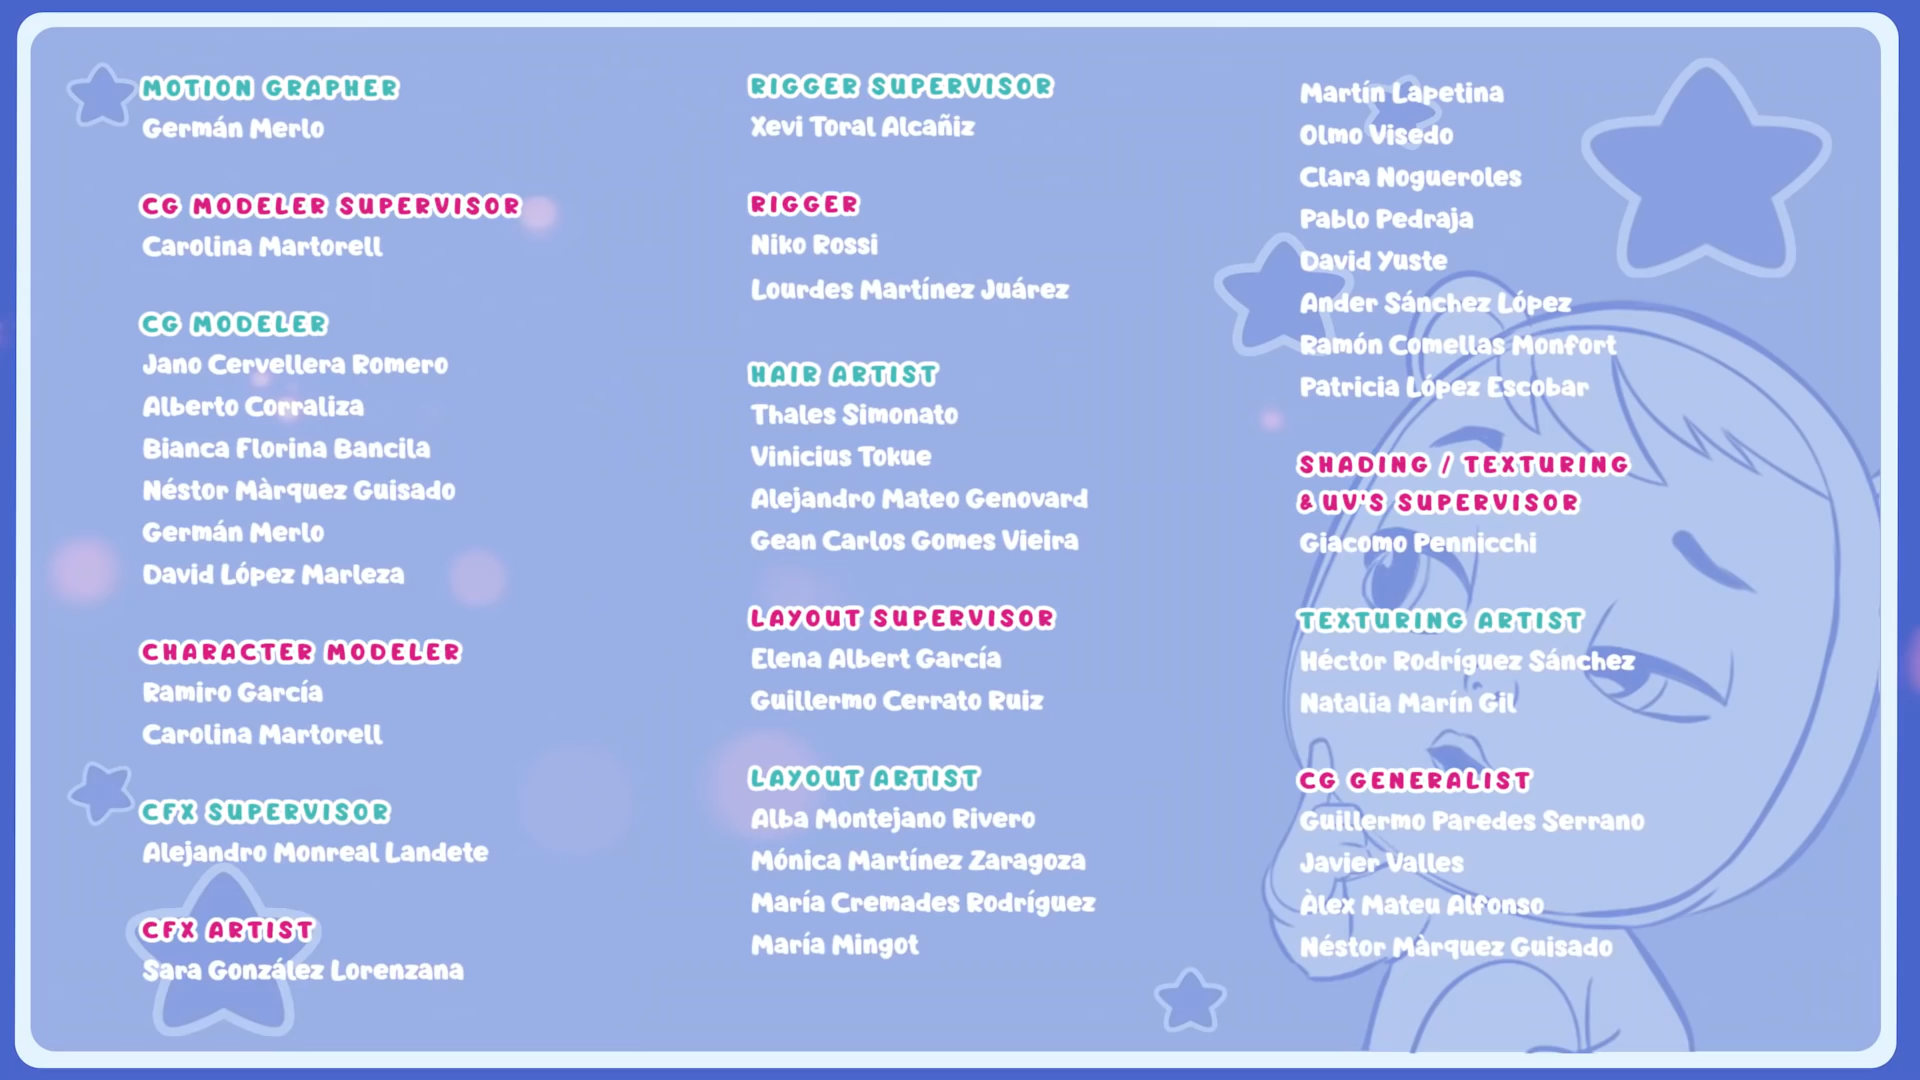 MOTION GRAPHER
Germán Merlo
CG MODELER SUPERVISOR
Carolina Martorell
CG MODELER
Jano Cervellera Romero
Alberto Corraliza
Bianca Florina Bancila
Néstor Màrquez Guisado
Germán Merlo
David López Marleza
CHARACTER MODELER
Ramiro García
Carolina Martorell
CFX SUPERVISOR
Alejandro Monreal Landete
CFX ARTIST
Sara González Lorenzana
RIGGER SUPERVISOR
Xevi Toral Alcañiz
RIGGER
Niko Rossi
Lourdes Martínez Juárez
HAIR ARTIST
Thales Simonato
Vinicius Tokue
Alejandro Mateo Genovard
Gean Carlos Gomes Vieira
LAYOUT SUPERVISOR
Elena Albert García
Guillermo Cerrato Ruiz
LAYOUT ARTIST
Alba Montejano Rivero
Mónica Martínez Zaragoza
María Cremades Rodríguez
María Mingot
Martín Lapetina
Olmo Visedo
Clara Nogueroles
Pablo Pedraja
David Yuste
Ander Sánchez López
Ramón Comellas Monfort
Patricia López Escobar
SHADING / TEXTURING
& UV'S SUPERVISOR
Giacomo Pennicchi
TEXTURING ARTIST
Héctor Rodríguez Sánchez
Natalia Marín Gil
CG GENERALIST
Guillermo Paredes Serrano
Javier Valles
Àlex Mateu Alfonso
Néstor Màrquez Guisado